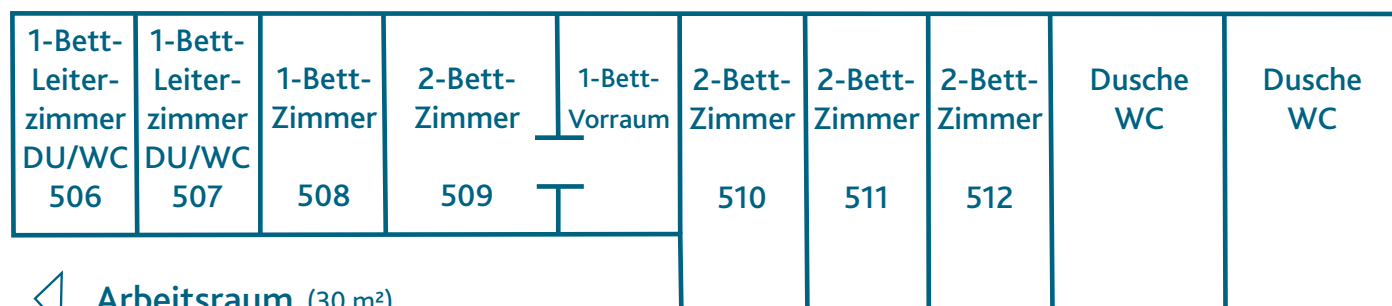 1-Bett-
Leiter-
zimmer
DU/WC
506
1-Bett-
Leiter-
zimmer
DU/WC
507
1-Bett-
Zimmer
508
2-Bett-
Zimmer
509
1-Bett-
Vorraum
2-Bett-
Zimmer
510
2-Bett-
Zimmer
511
2-Bett-
Zimmer
512
Dusche
WC
Dusche
WC
Arbeitsraum (30 m²)